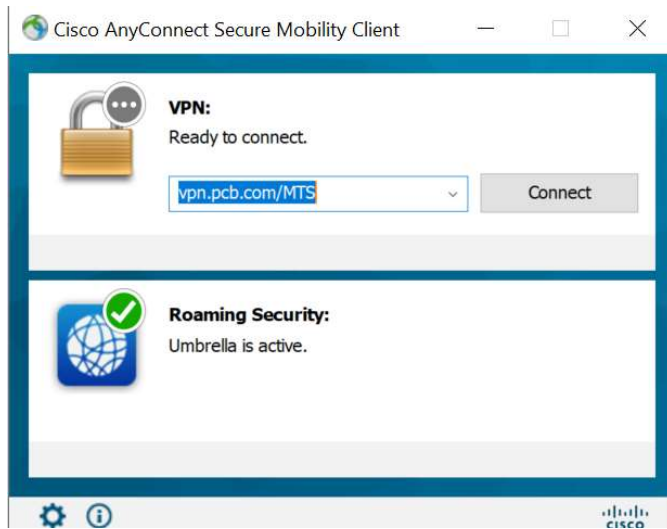 Cisco AnyConnect Secure Mobility Client
VPN:
Ready to connect.
vpn.pcb.com/MTS
Connect
Roaming Security:
Umbrella is active.
CISCO